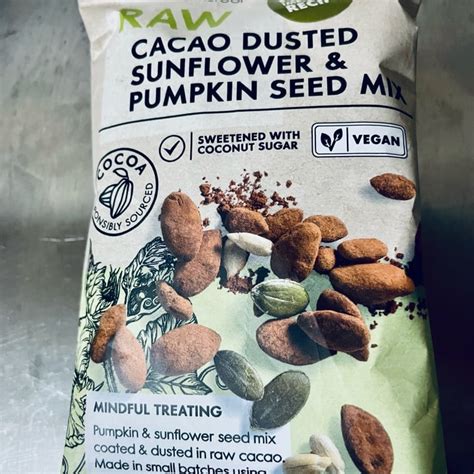 RAW
CACAO DUSTED
SUNFLOWER &
PUMPKIN SEED MIX
SWEETENED WITH
COCONUT SUGAR
VEGAN
COCOA
MINDFUL TREATING
Pumpkin & sunflower seed mix
coated & dusted in raw cacao.
Made in small batches using